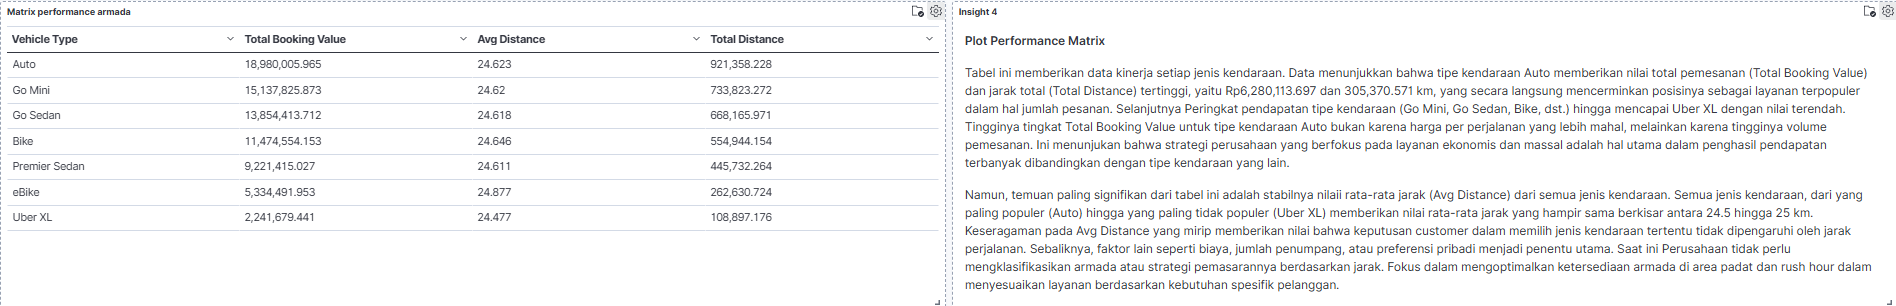 Matrix performance armada
Vehicle Type Total Booking Value Avg Distance Total Distance
Auto 18,980,005.965 24.623 921,358.228
Go Mini 15,137,825.873 24.62 733,823.272
Go Sedan 13,854,413.712 24.618 668,165.971
Bike 11,474,554.153 24.646 554,944.154
Premier Sedan 9,221,415.027 24.611 445,732.264
eBike 5,334,491.953 24.877 262,630.724
Uber XL 2,241,679.441 24.477 108,897.176
Insight 4
Plot Performance Matrix
Tabel ini memberikan data kinerja setiap jenis kendaraan. Data menunjukkan bahwa tipe kendaraan Auto memberikan nilai total pemesanan (Total Booking Value)
dan jarak total (Total Distance) tertinggi, yaitu Rp6,280,113.697 dan 305,370.571 km, yang secara langsung mencerminkan posisinya sebagai layanan terpopuler
dalam hal jumlah pesanan. Selanjutnya Peringkat pendapatan tipe kendaraan (Go Mini, Go Sedan, Bike, dst.) hingga mencapai Uber XL dengan nilai terendah.
Tingginya tingkat Total Booking Value untuk tipe kendaraan Auto bukan karena harga per perjalanan yang lebih mahal, melainkan karena tingginya volume
pemesanan. Ini menunjukan bahwa strategi perusahaan yang berfokus pada layanan ekonomis dan massal adalah hal utama dalam penghasil pendapatan
terbanyak dibandingkan dengan tipe kendaraan yang lain.
Namun, temuan paling signifikan dari tabel ini adalah stabilnya nilaii rata-rata jarak (Avg Distance) dari semua jenis kendaraan. Semua jenis kendaraan, dari yang
paling populer (Auto) hingga yang paling tidak populer (Uber XL) memberikan nilai rata-rata jarak yang hampir sama berkisar antara 24.5 hingga 25 km.
Keseragaman pada Avg Distance yang mirip memberikan nilai bahwa keputusan customer dalam memilih jenis kendaraan tertentu tidak dipengaruhi oleh jarak
perjalanan. Sebaliknya, faktor lain seperti biaya, jumlah penumpang, atau preferensi pribadi menjadi penentu utama. Saat ini Perusahaan tidak perlu
mengklasifikasikan armada atau strategi pemasarannya berdasarkan jarak. Fokus dalam mengoptimalkan ketersediaan armada di area padat dan rush hour dalam
menyesuaikan layanan berdasarkan kebutuhan spesifik pelanggan.